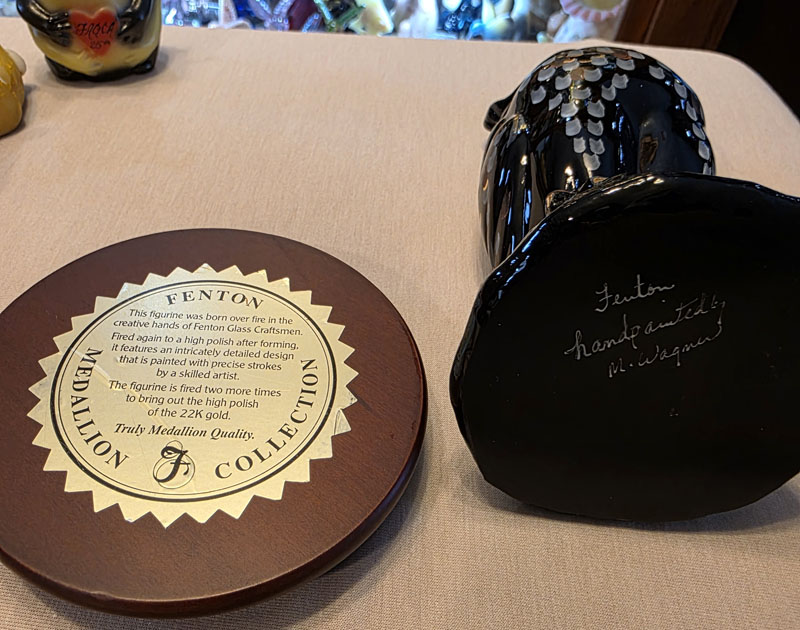 FENTON
This figurine was born over fire in the
creative hands of Fenton Glass Craftsmen.
Fired again to a high polish after forming,
it features an intricately detailed design
that is painted with precise strokes
by a skilled artist.
The figurine is fired two more times
to bring out the high polish
of the 22K gold.
Truly Medallion Quality.
F
MEDALLION COLLECTION
Fenton
handpainted by
M. Wagner